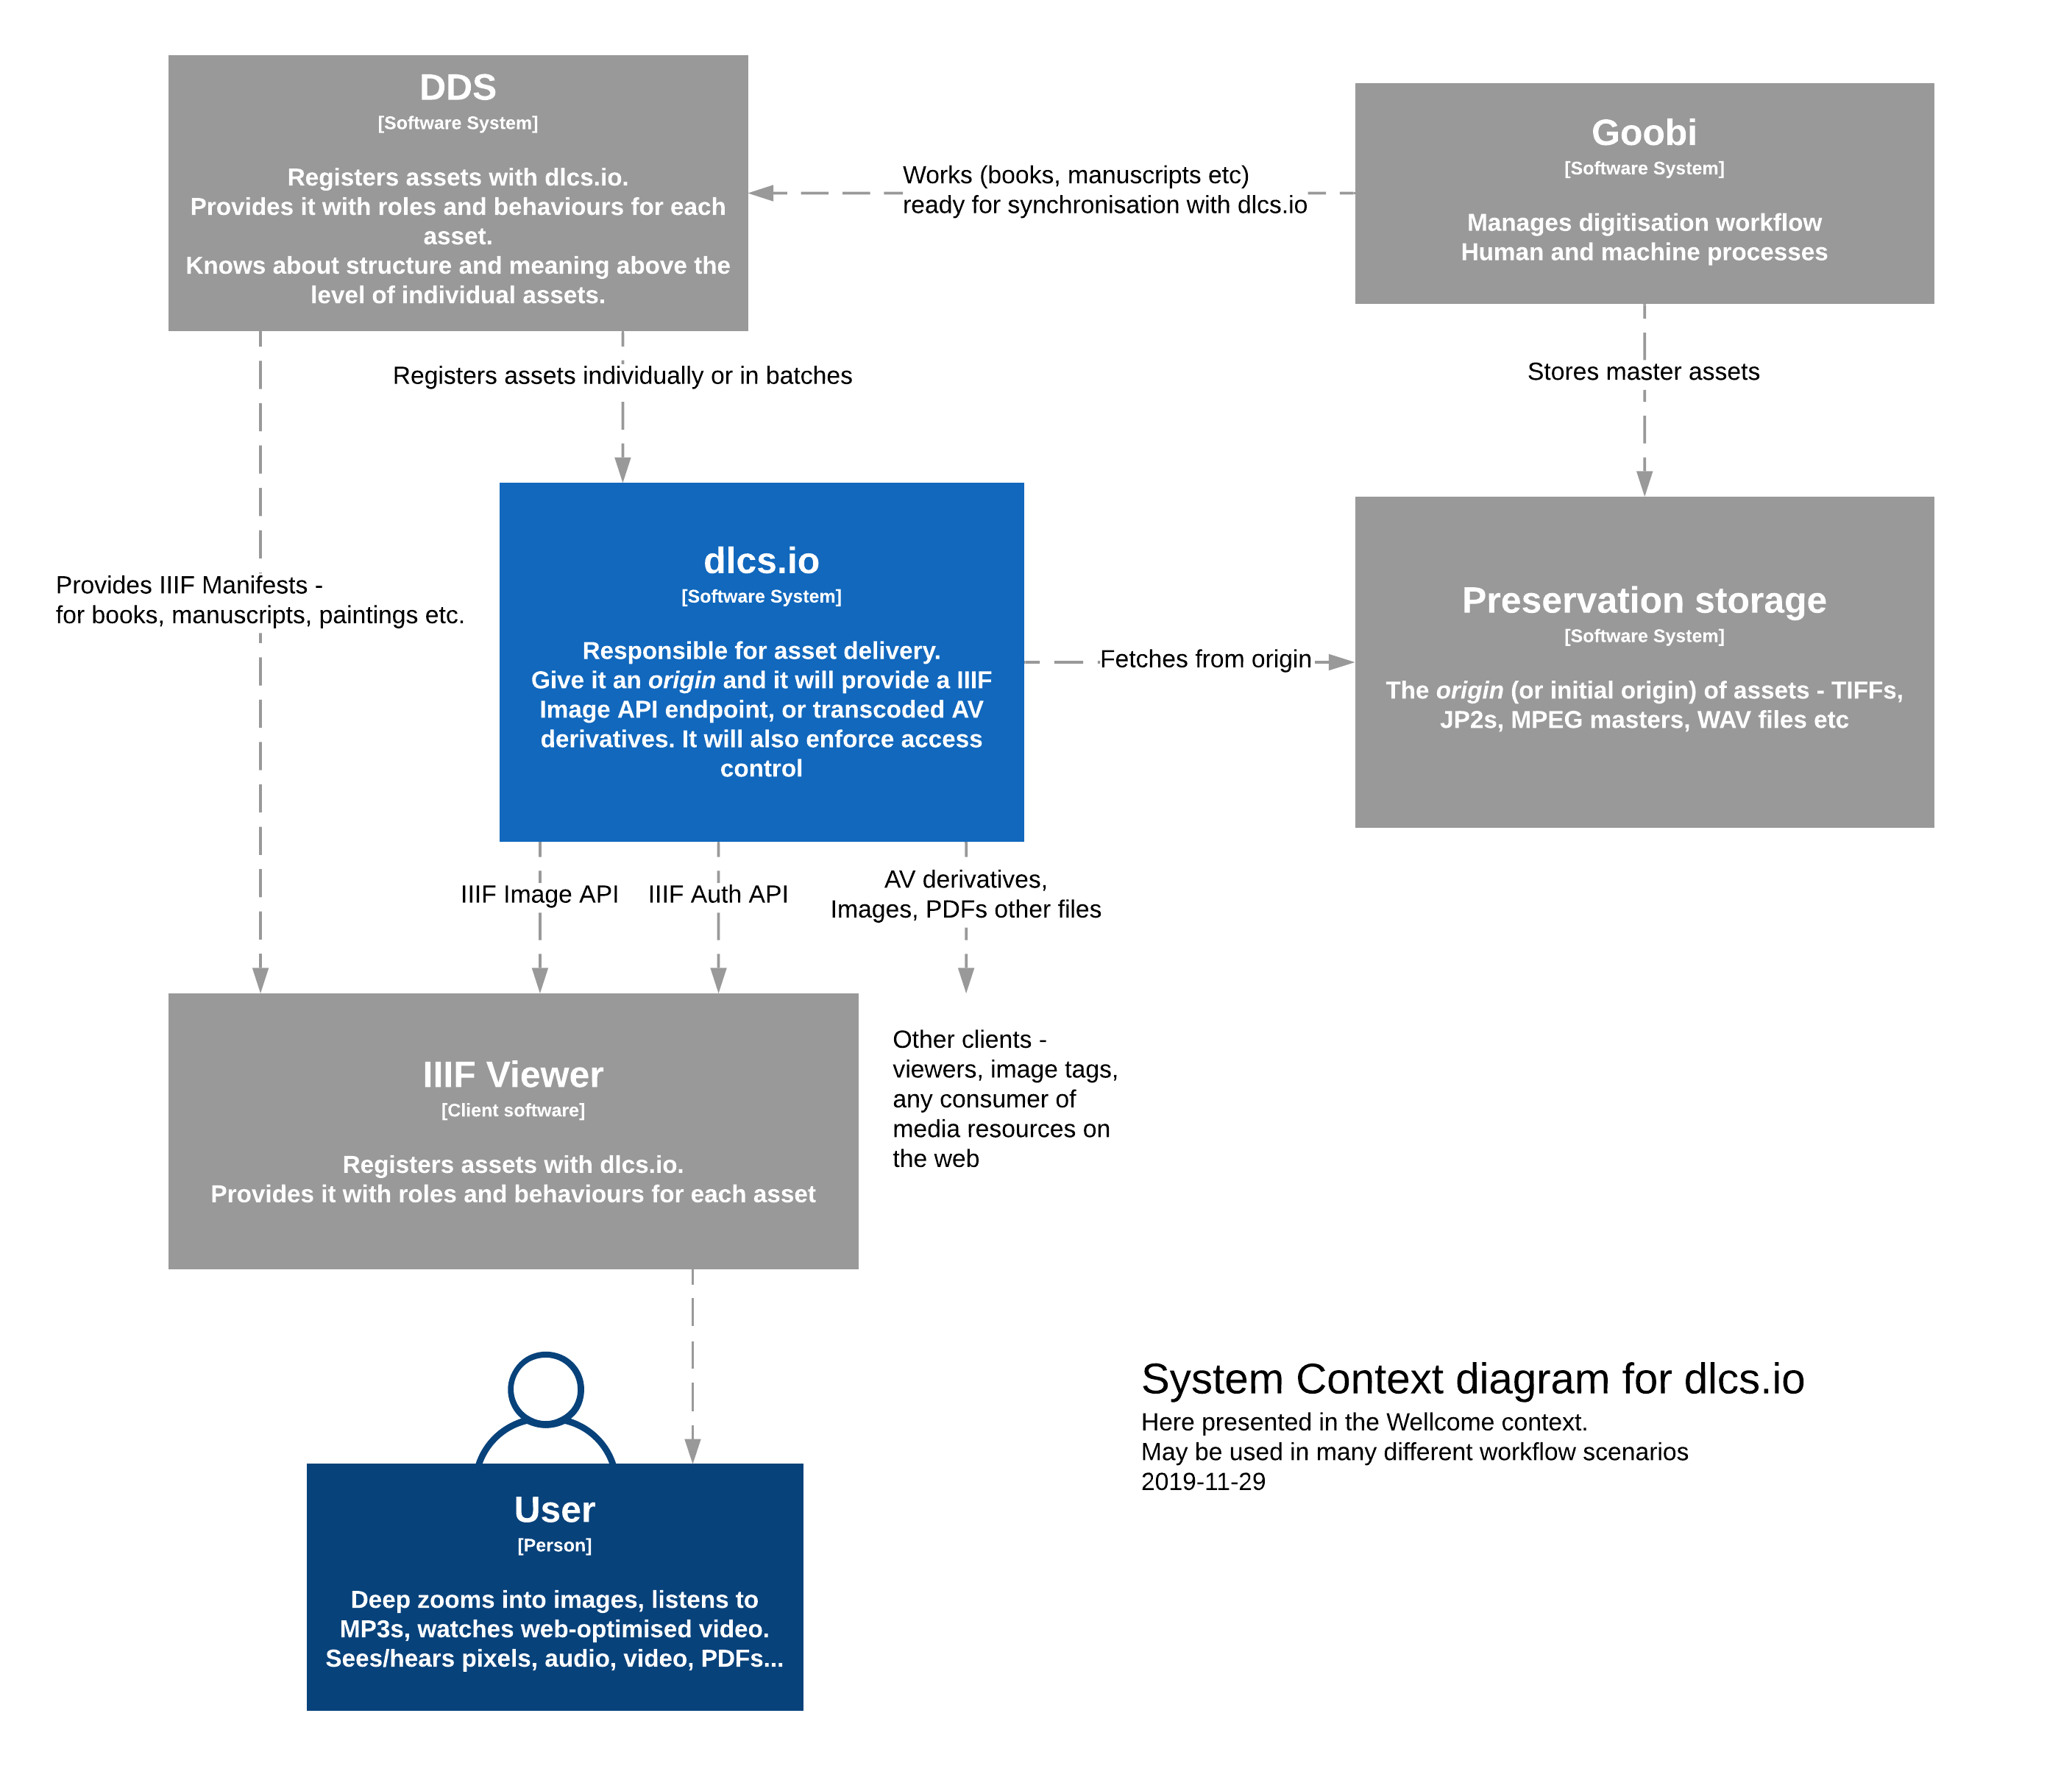 DDS
[Software System]
Registers assets with dlcs.io.
Provides it with roles and behaviours for each
asset.
Knows about structure and meaning above the
level of individual assets.
Works (books, manuscripts etc)
ready for synchronisation with dlcs.io
Goobi
[Software System]
Manages digitisation workflow
Human and machine processes
Registers assets individually or in batches
Stores master assets
Provides IIIF Manifests -
for books, manuscripts, paintings etc.
dlcs.io
[Software System]
Responsible for asset delivery.
Give it an origin and it will provide a IIIF
Image API endpoint, or transcoded AV
derivatives. It will also enforce access
control
Fetches from origin
Preservation storage
[Software System]
The origin (or initial origin) of assets - TIFFs,
JP2s, MPEG masters, WAV files etc
IIIF Image API
IIIF Auth API
AV derivatives,
Images, PDFs other files
IIIF Viewer
[Client software]
Registers assets with dlcs.io.
Provides it with roles and behaviours for each asset
Other clients -
viewers, image tags,
any consumer of
media resources on
the web
User
[Person]
Deep zooms into images, listens to
MP3s, watches web-optimised video.
Sees/hears pixels, audio, video, PDFs...
System Context diagram for dlcs.io
Here presented in the Wellcome context.
May be used in many different workflow scenarios
2019-11-29